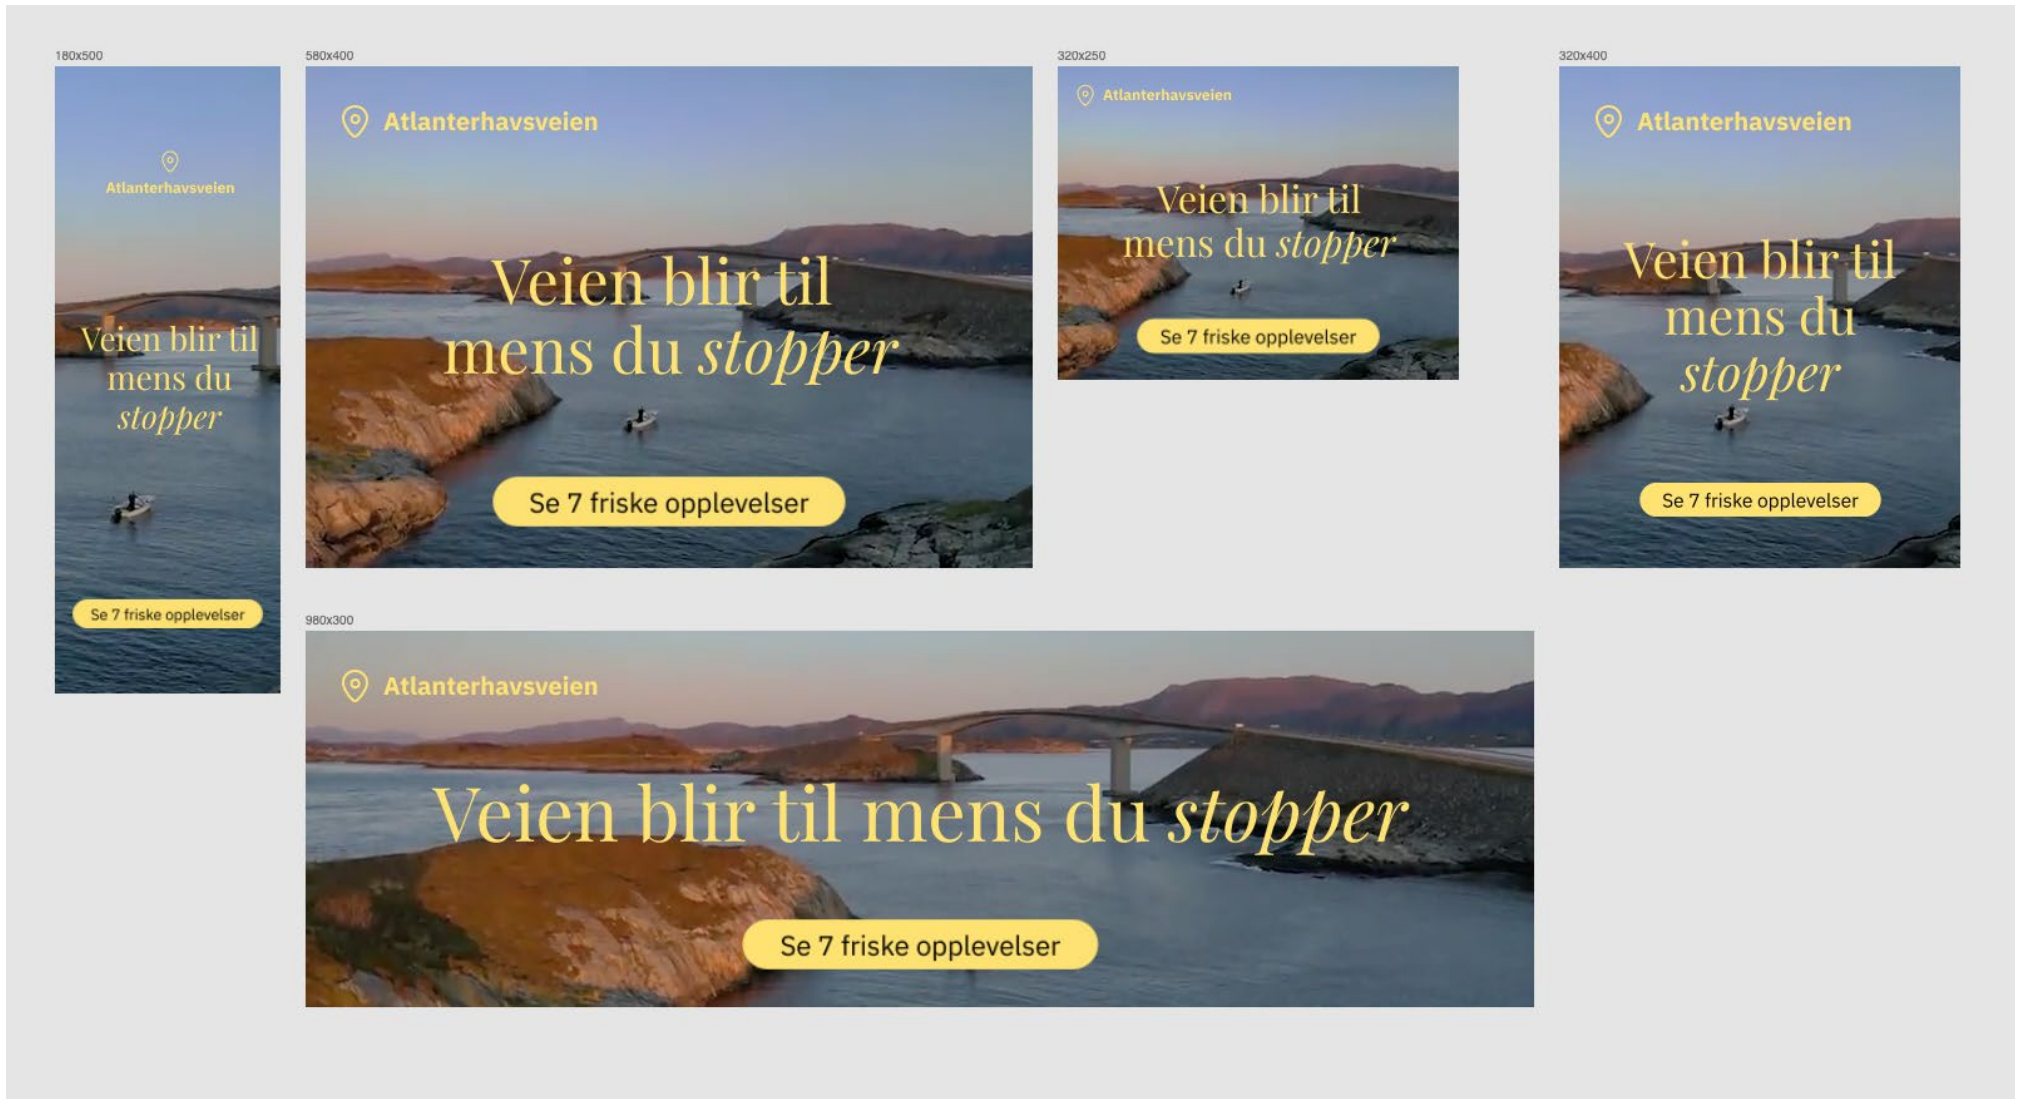 180x500
Atlanterhavsveien
Veien blir til
mens du
stopper
Se 7 friske opplevelser
580x400
Atlanterhavsveien
Veien blir til
mens du stopper
Se 7 friske opplevelser
320x250
Atlanterhavsveien
Veien blir til
mens du stopper
Se 7 friske opplevelser
320x400
Atlanterhavsveien
Veien blir til
mens du
stopper
Se 7 friske opplevelser
980x300
Atlanterhavsveien
Veien blir til mens du stopper
Se 7 friske opplevelser